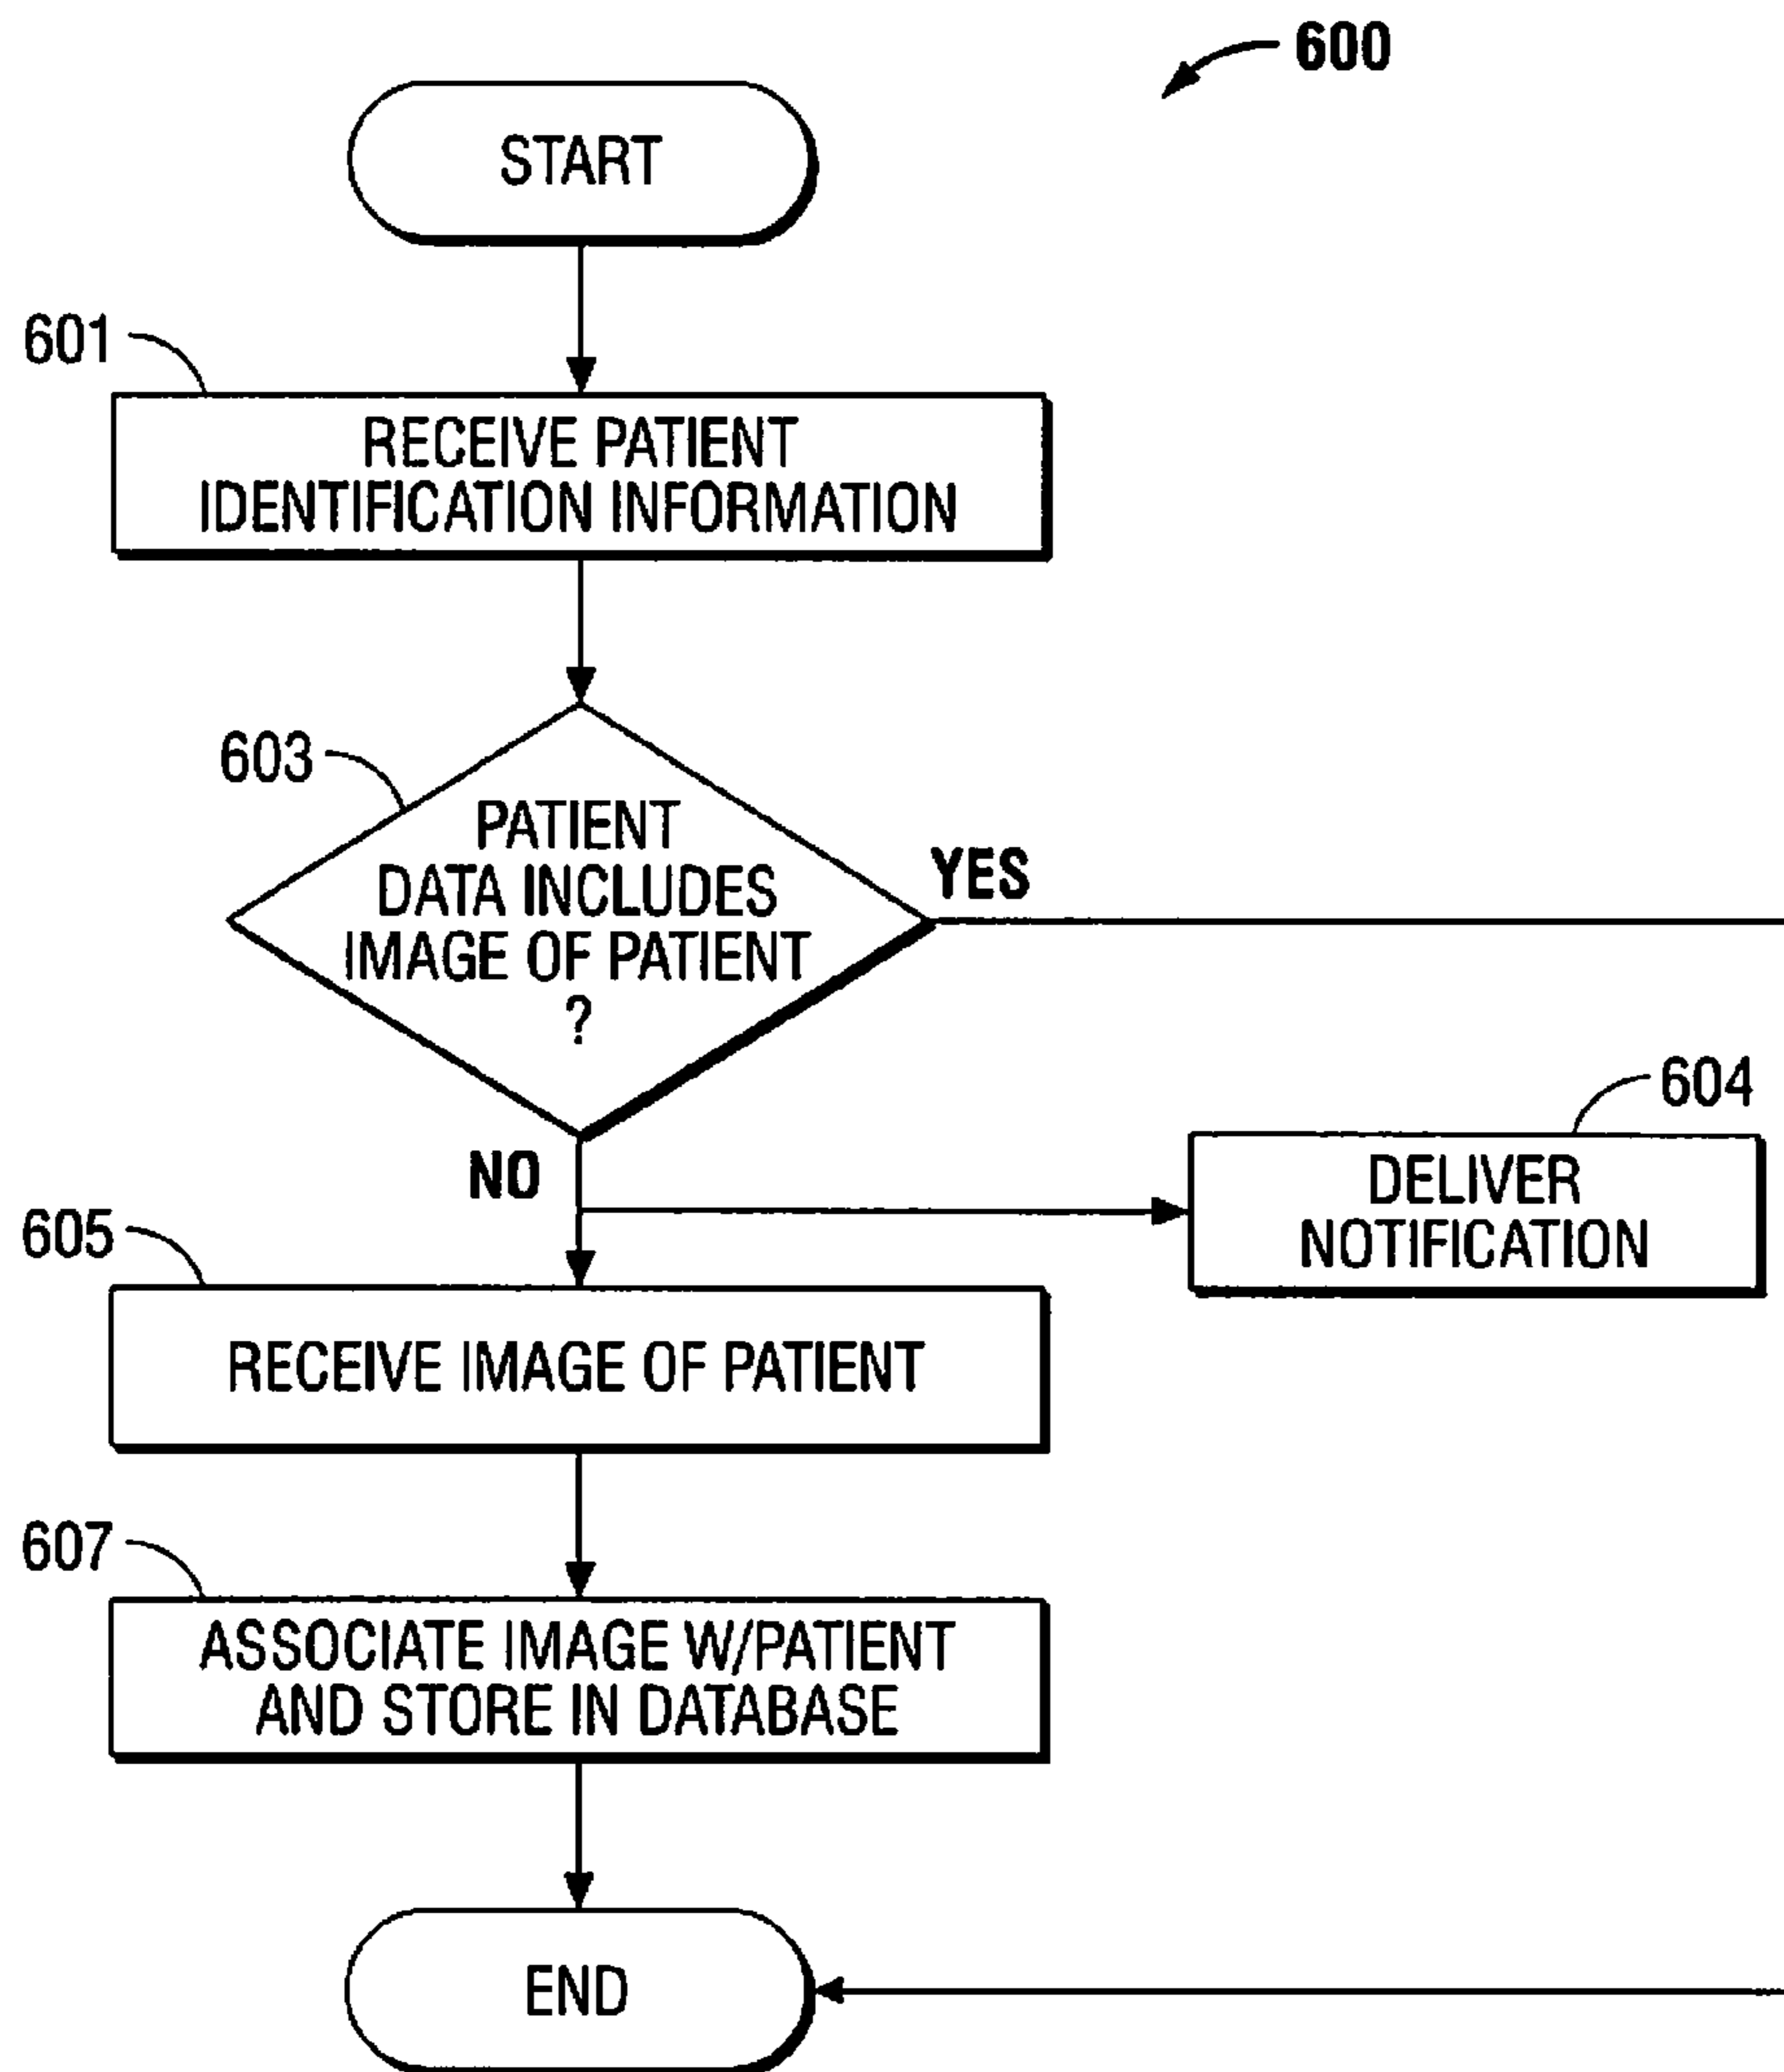 600
START
601
RECEIVE PATIENT
IDENTIFICATION INFORMATION
603
PATIENT
DATA INCLUDES
IMAGE OF PATIENT
?
YES
NO
604
DELIVER
NOTIFICATION
605
RECEIVE IMAGE OF PATIENT
607
ASSOCIATE IMAGE W/PATIENT
AND STORE IN DATABASE
END